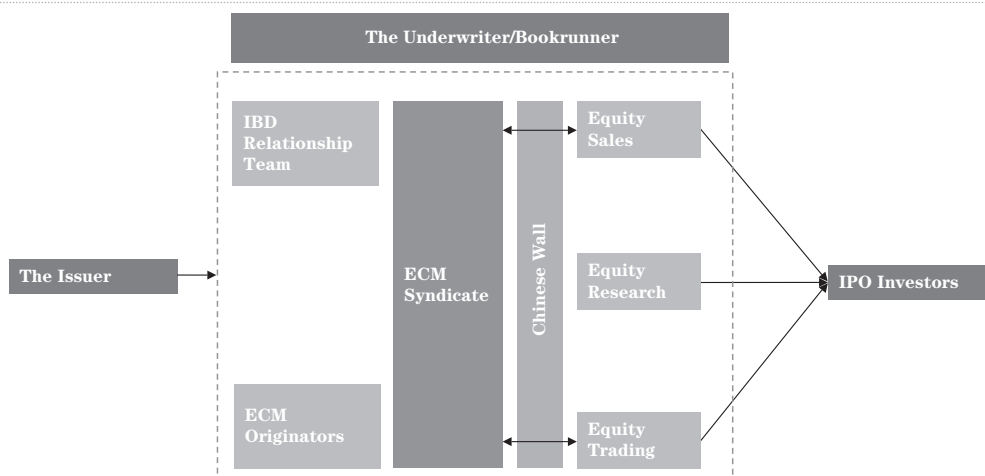 The Underwriter/Bookrunner
IBD
Relationship
Team
Equity
Sales
The Issuer
ECM
Syndicate
Chinese Wall
Equity
Research
IPO Investors
ECM
Originators
Equity
Trading